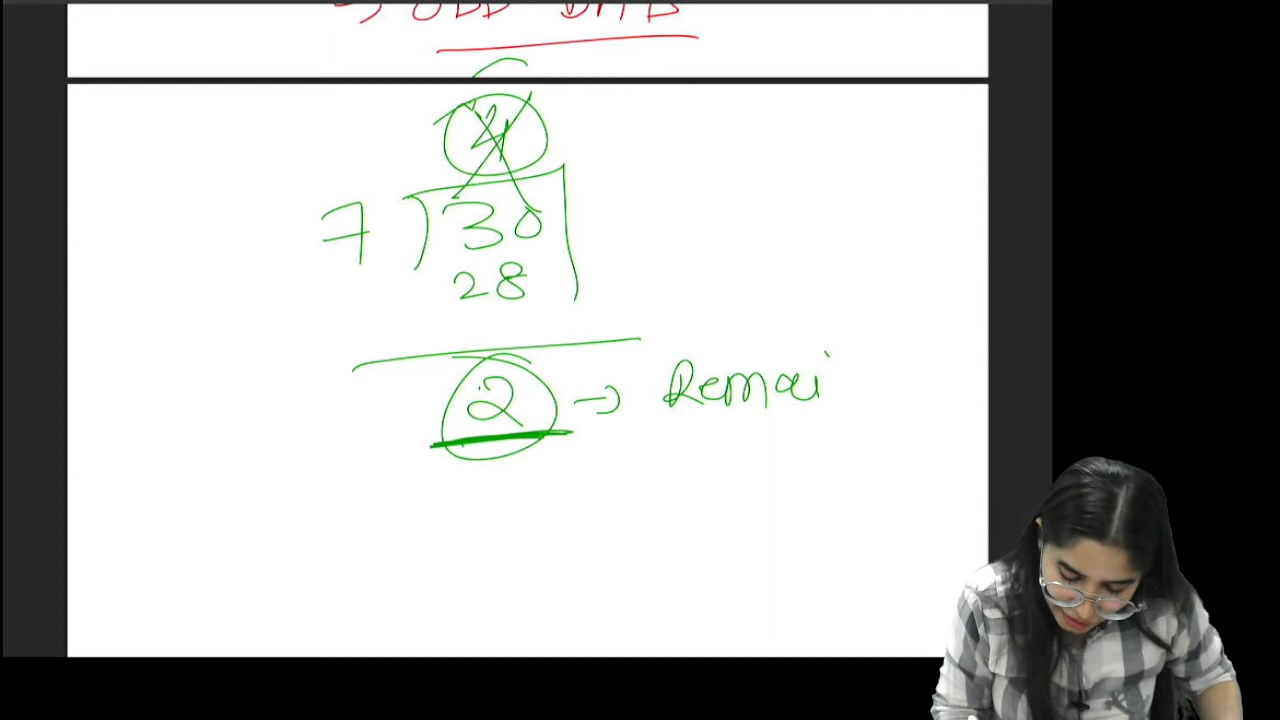 → ODD DAYS
4
7 ) 30
28
2 → Remai